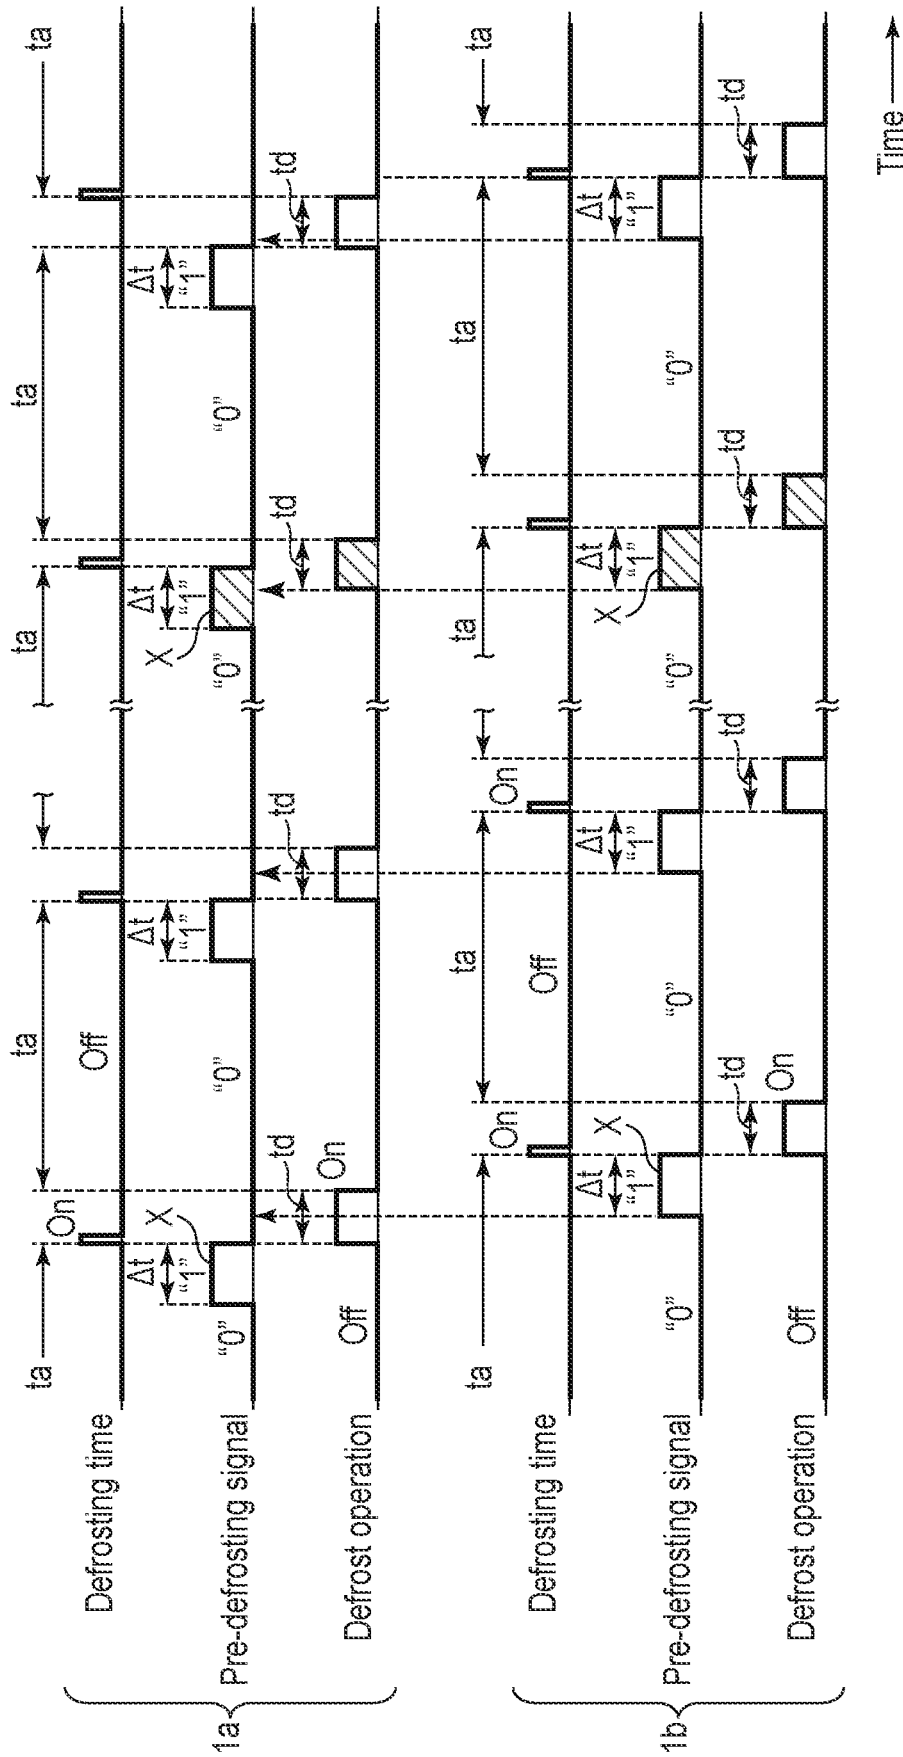 1a
Defrosting time
ta
On
ta
Off
ta
ta
ta
Pre-defrosting signal
“0”
Δt
“1”
X
“0”
Δt
“1”
“0”
X
Δt
“1”
“0”
Δt
“1”
Defrost operation
Off
td
On
td
td
td
1b
Defrosting time
ta
On
ta
Off
On
ta
ta
ta
Pre-defrosting signal
“0”
Δt
“1”
X
“0”
Δt
“1”
“0”
X
Δt
“1”
“0”
Δt
“1”
Defrost operation
Off
td
On
td
td
td
Time